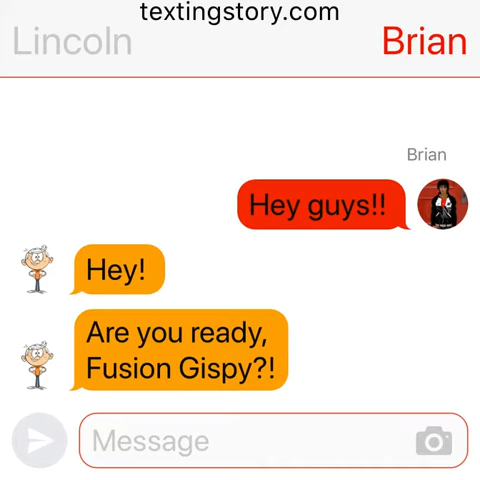 textingstory.com
Lincoln
Brian
Brian
Hey guys!!
Hey!
Are you ready,
Fusion Gispy?!
Message